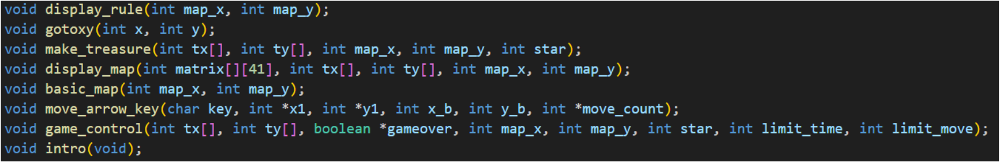 void display_rule(int map_x, int map_y);
void gotoxy(int x, int y);
void make_treasure(int tx[], int ty[], int map_x, int map_y, int star);
void display_map(int matrix[][41], int tx[], int ty[], int map_x, int map_y);
void basic_map(int map_x, int map_y);
void move_arrow_key(char key, int *x1, int *y1, int x_b, int y_b, int *move_count);
void game_control(int tx[], int ty[], boolean *gameover, int map_x, int map_y, int star, int limit_time, int limit_move);
void intro(void);